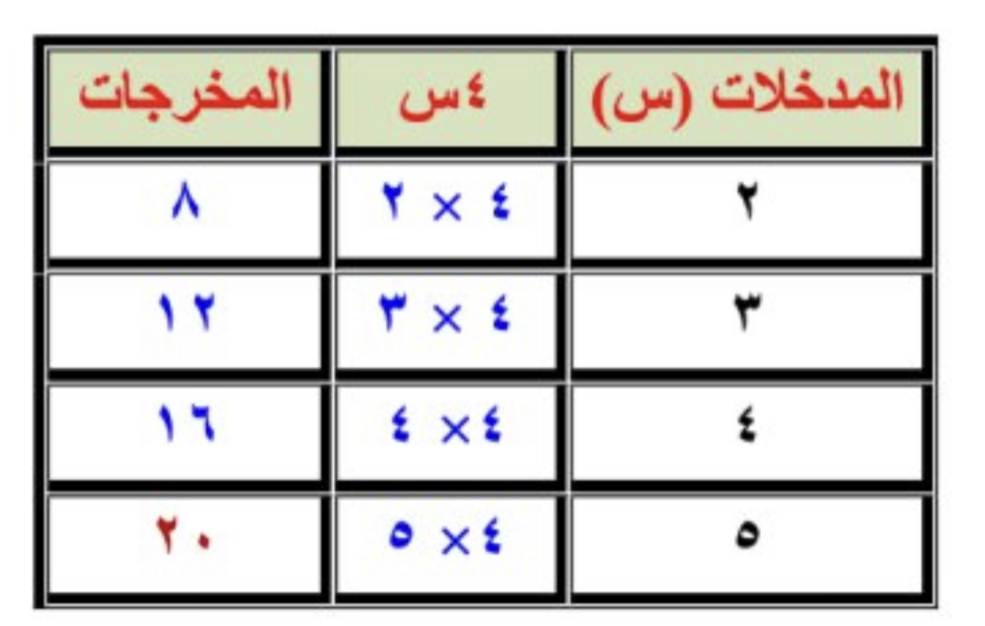 المدخلات (س) ٤س المخرجات
٢ ٤ × ٢ ٨
٣ ٤ × ٣ ١٢
٤ ٤× ٤ ١٦
٥ ٤× ٥ ٢٠